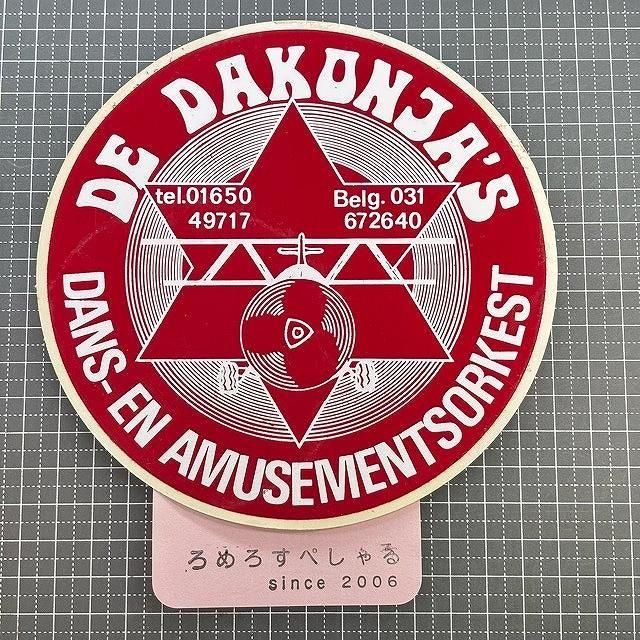 DE DAKONJA'S
tel.01650
49717
Belg. 031
672640
DANS- EN AMUSEMENTSORKEST
ろめろすぺしゃる
since 2006